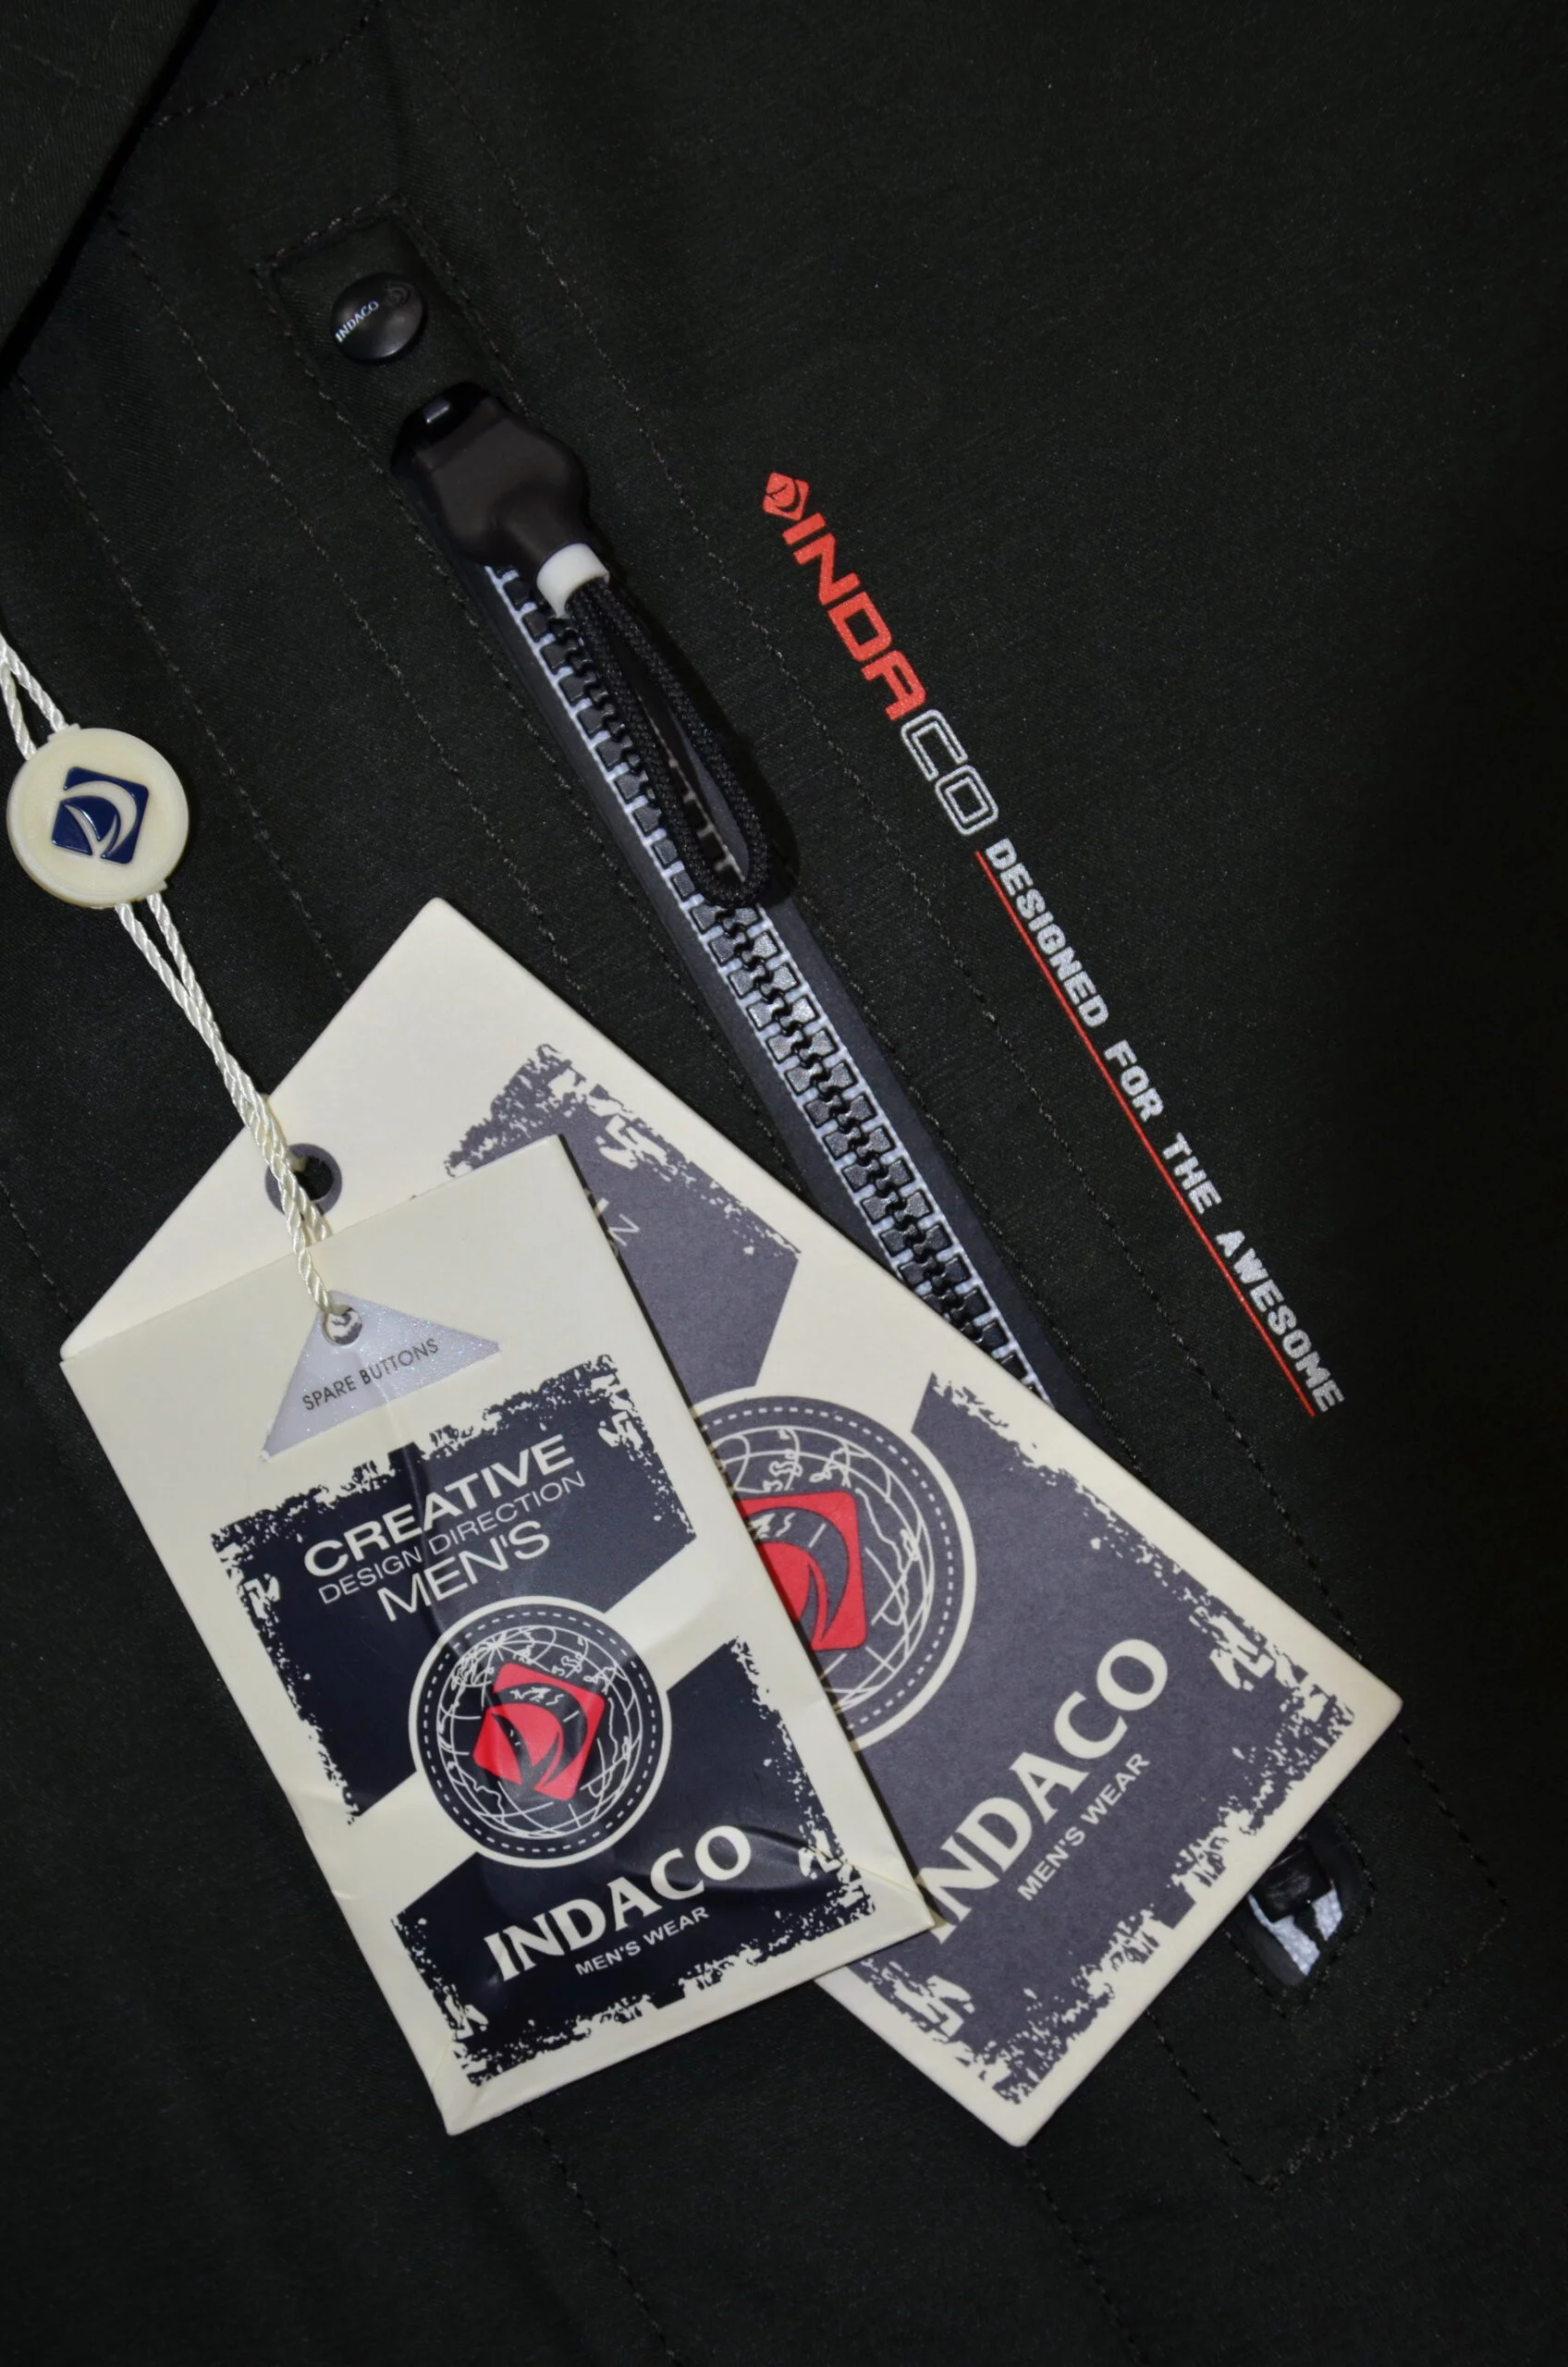 INDACO
INDACO DESIGNED FOR THE AWESOME
SPARE BUTTONS
CREATIVE
DESIGN DIRECTION
MEN'S
INDACO
MEN'S WEAR
INDACO
MEN'S WEAR